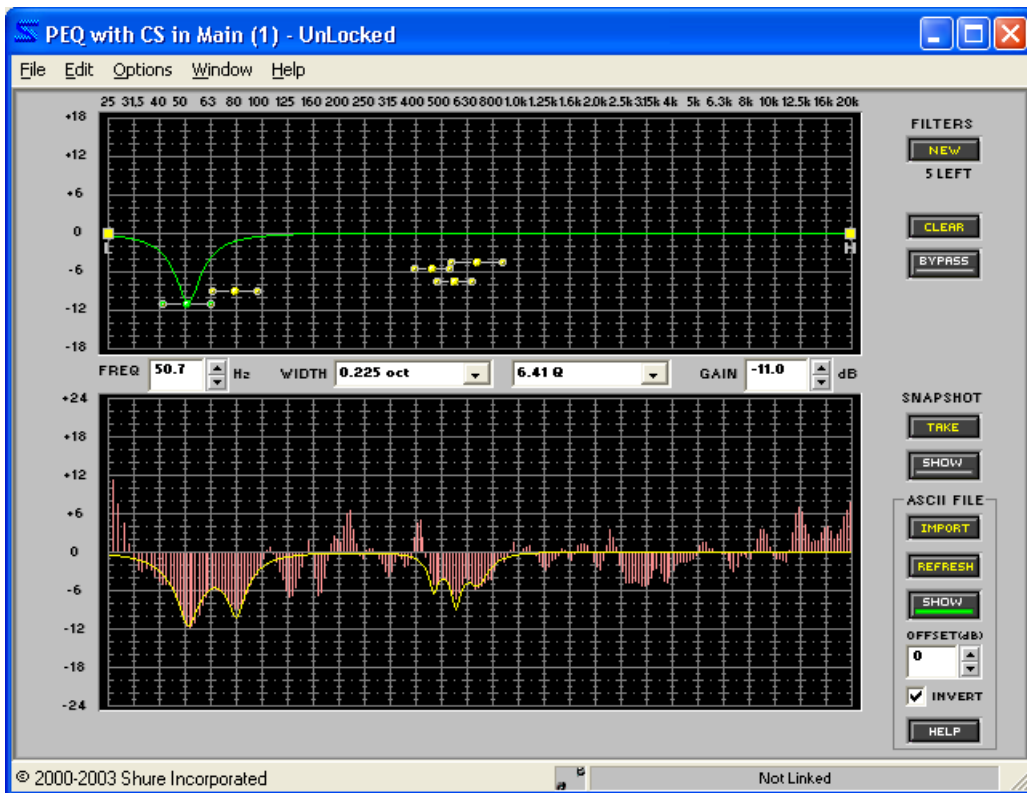 PEQ with CS in Main (1) - UnLocked
File Edit Options Window Help
25 31,5 40 50 63 80 100 125 160 200 250 315 400 500 630 800 1.0k 1.25k 1.6k 2.0k 2.5k 3.15k 4k 5k 6.3k 8k 10k 12.5k 16k 20k
+18
+12
+6
0
-6
-12
-18
L
H
FILTERS
NEW
5 LEFT
CLEAR
BYPASS
FREQ 50.7 Hz WIDTH 0.225 oct 6.41 Q GAIN -11.0 dB
+24
+18
+12
+6
0
-6
-12
-18
-24
SNAPSHOT
TAKE
SHOW
ASCII FILE
IMPORT
REFRESH
SHOW
OFFSET(dB)
0
INVERT
HELP
© 2000-2003 Shure Incorporated
Not Linked